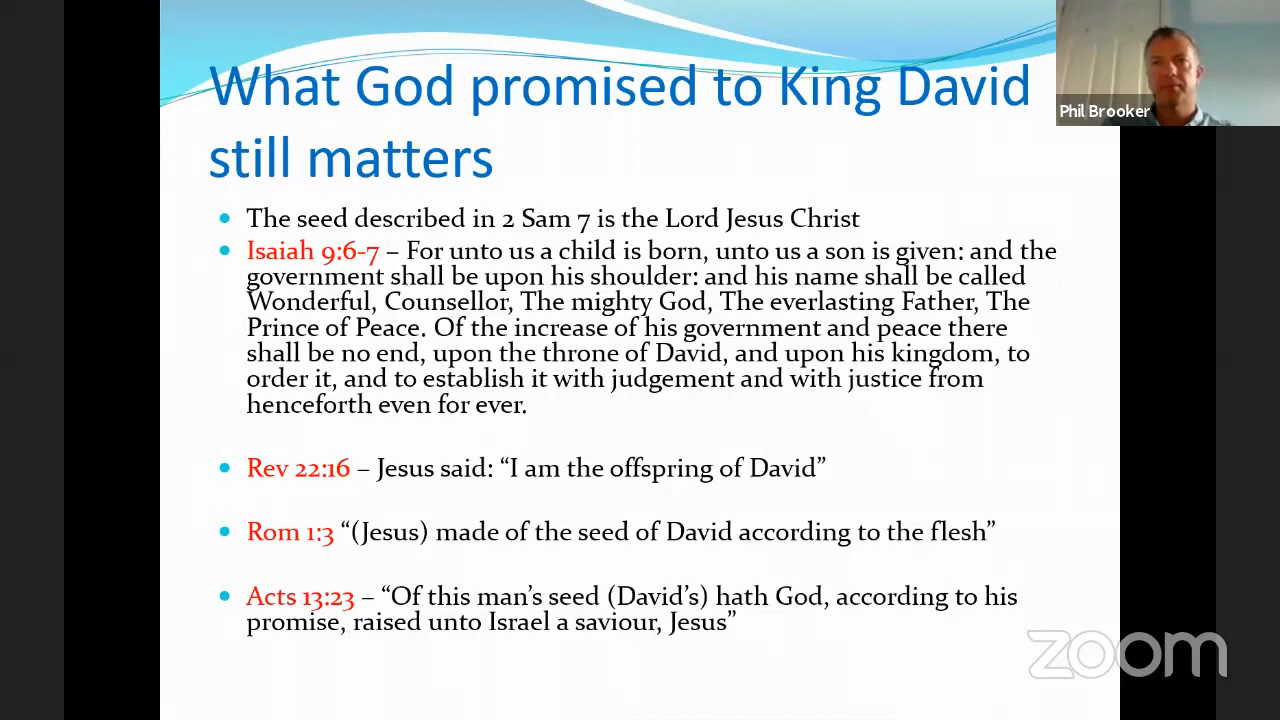 What God promised to King David
still matters
Phil Brooker
• The seed described in 2 Sam 7 is the Lord Jesus Christ
• Isaiah 9:6-7 – For unto us a child is born, unto us a son is given: and the
government shall be upon his shoulder: and his name shall be called
Wonderful, Counsellor, The mighty God, The everlasting Father, The
Prince of Peace. Of the increase of his government and peace there
shall be no end, upon the throne of David, and upon his kingdom, to
order it, and to establish it with judgement and with justice from
henceforth even for ever.
• Rev 22:16 – Jesus said: “I am the offspring of David”
• Rom 1:3 “(Jesus) made of the seed of David according to the flesh”
• Acts 13:23 – “Of this man’s seed (David’s) hath God, according to his
promise, raised unto Israel a saviour, Jesus”
zoom